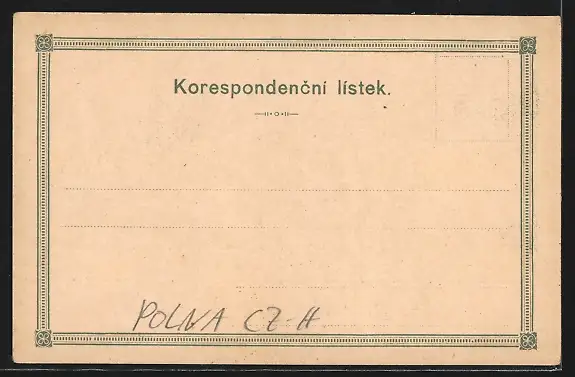 Korespondenční lístek.
POLNA CZ-H